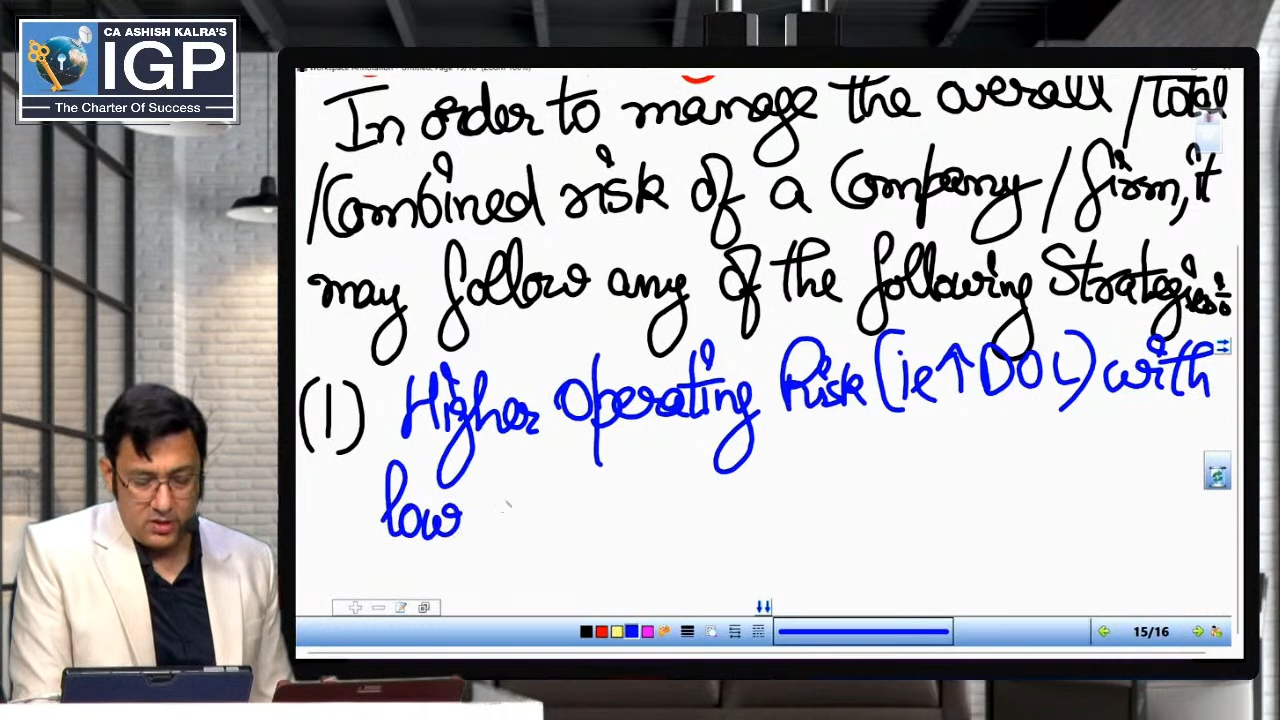 CA ASHISH KALRA'S
IGP
The Charter Of Success
In order to manage the overall / Total
/ Combined risk of a Company / firm, it
may follow any of the following Strategies:-
(1) Higher Operating Risk (ie ↑ DOL) with
low
15/16